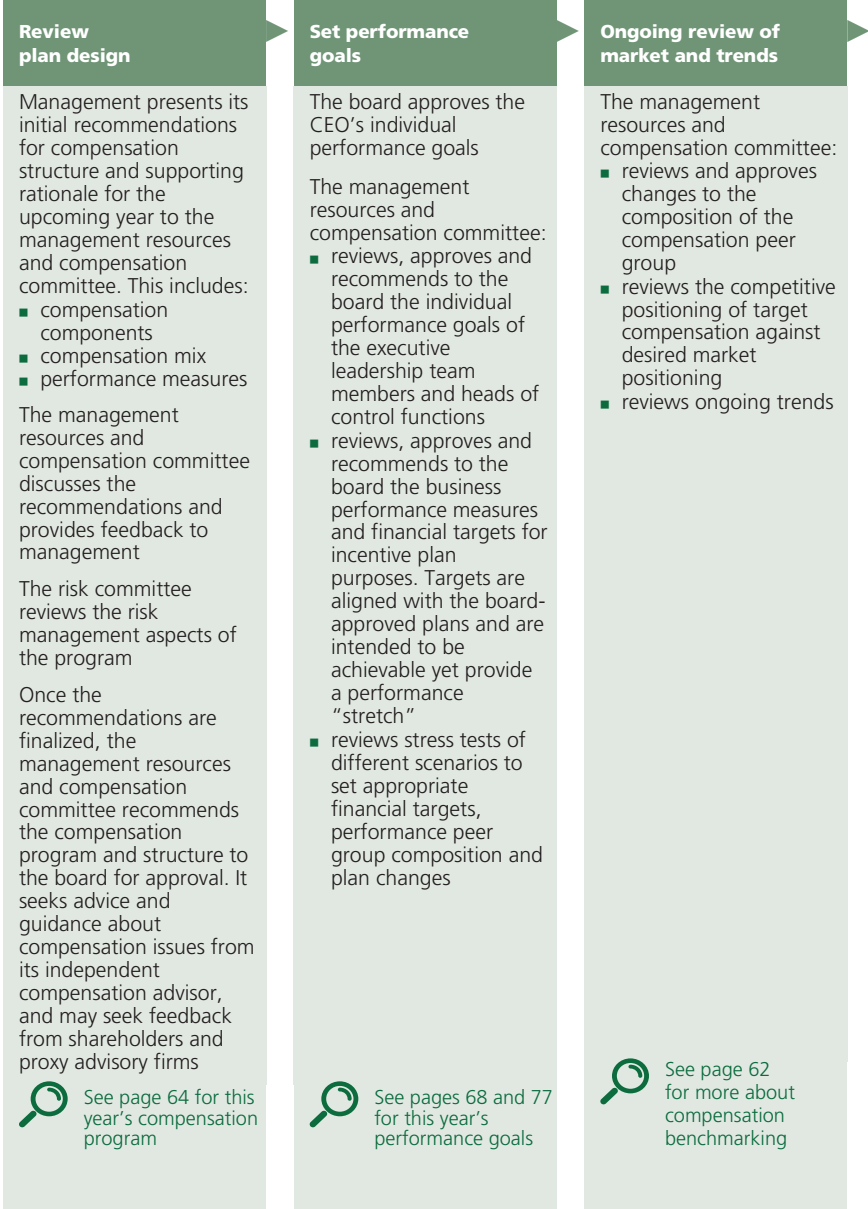 Review
plan design
Management presents its
initial recommendations
for compensation
structure and supporting
rationale for the
upcoming year to the
management resources
and compensation
committee. This includes:
■ compensation
components
■ compensation mix
■ performance measures
The management
resources and
compensation committee
discusses the
recommendations and
provides feedback to
management
The risk committee
reviews the risk
management aspects of
the program
Once the
recommendations are
finalized, the
management resources
and compensation
committee recommends
the compensation
program and structure to
the board for approval. It
seeks advice and
guidance about
compensation issues from
its independent
compensation advisor,
and may seek feedback
from shareholders and
proxy advisory firms
See page 64 for this
year's compensation
program
Set performance
goals
The board approves the
CEO's individual
performance goals
The management
resources and
compensation committee:
■ reviews, approves and
recommends to the
board the individual
performance goals of
the executive
leadership team
members and heads of
control functions
■ reviews, approves and
recommends to the
board the business
performance measures
and financial targets for
incentive plan
purposes. Targets are
aligned with the board-
approved plans and are
intended to be
achievable yet provide
a performance
“stretch”
■ reviews stress tests of
different scenarios to
set appropriate
financial targets,
performance peer
group composition and
plan changes
See pages 68 and 77
for this year's
performance goals
Ongoing review of
market and trends
The management
resources and
compensation committee:
■ reviews and approves
changes to the
composition of the
compensation peer
group
■ reviews the competitive
positioning of target
compensation against
desired market
positioning
■ reviews ongoing trends
See page 62
for more about
compensation
benchmarking